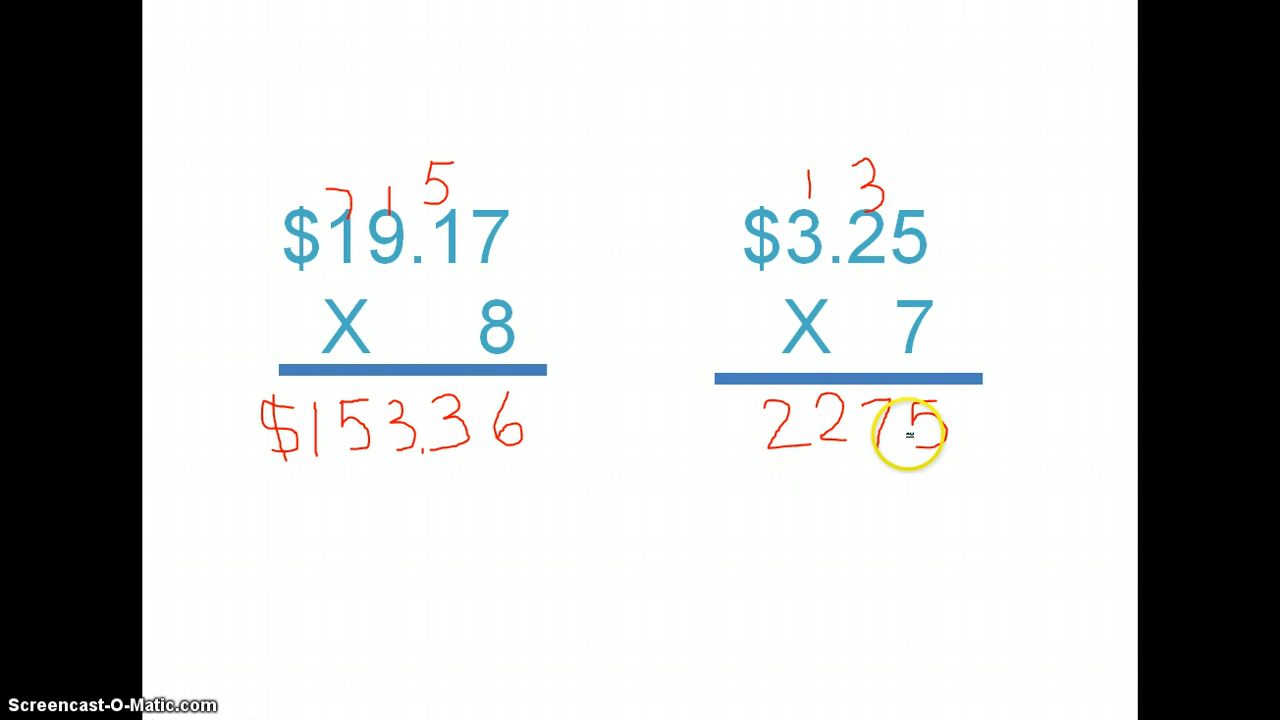 7 1 5
$19.17
X 8
$153.36
1 3
$3.25
X 7
2275
Screencast-O-Matic.com